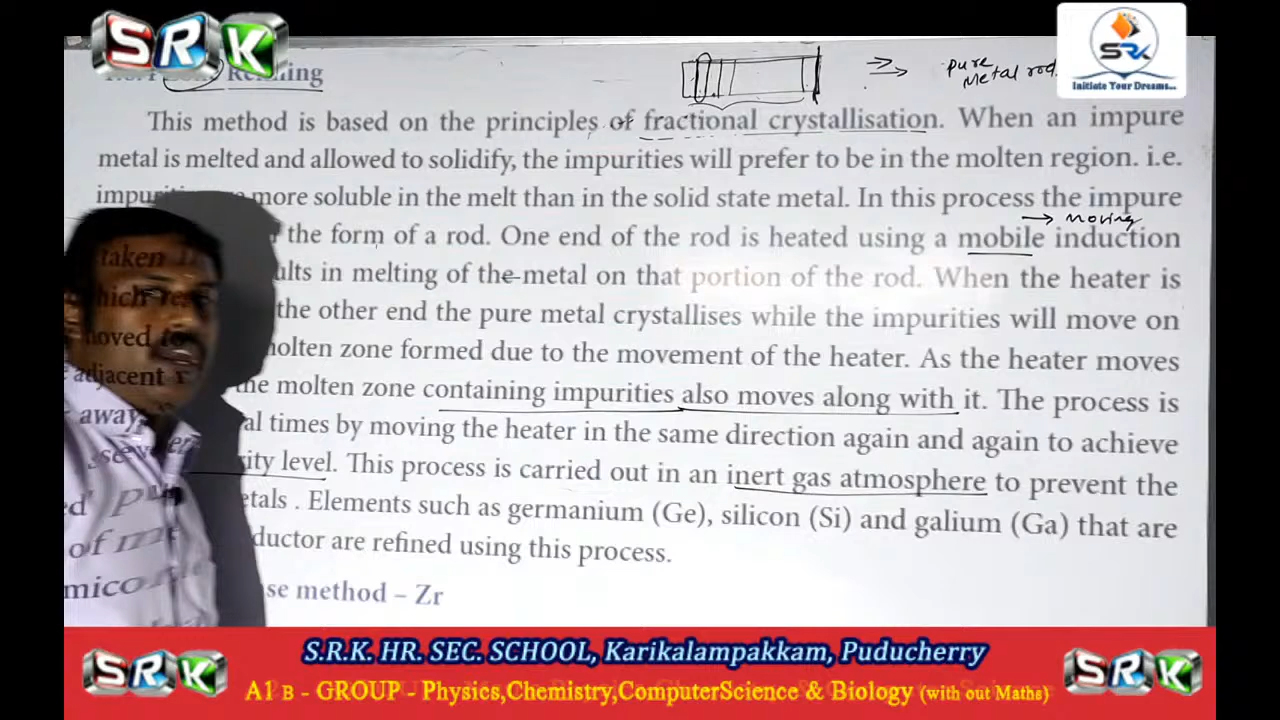 SRK
SRK
Initiate Your Dreams...
Refining
pure
Metal rod.
This method is based on the principles of fractional crystallisation. When an impure
metal is melted and allowed to solidify, the impurities will prefer to be in the molten region. i.e.
more soluble in the melt than in the solid state metal. In this process the impure
moving
taken the form of a rod. One end of the rod is heated using a mobile induction
which in melting of the metal on that portion of the rod. When the heater is
moved the other end the pure metal crystallises while the impurities will move on
adjacent molten zone formed due to the movement of the heater. As the heater moves
away the molten zone containing impurities also moves along with it. The process is
times by moving the heater in the same direction again and again to achieve
level. This process is carried out in an inert gas atmosphere to prevent the
of Elements such as germanium (Ge), silicon (Si) and galium (Ga) that are
are refined using this process.
method – Zr
SRK
S.R.K. HR. SEC. SCHOOL, Karikalampakkam, Puducherry
A1 B - GROUP - Physics,Chemistry,ComputerScience & Biology (with out Maths)
SRK